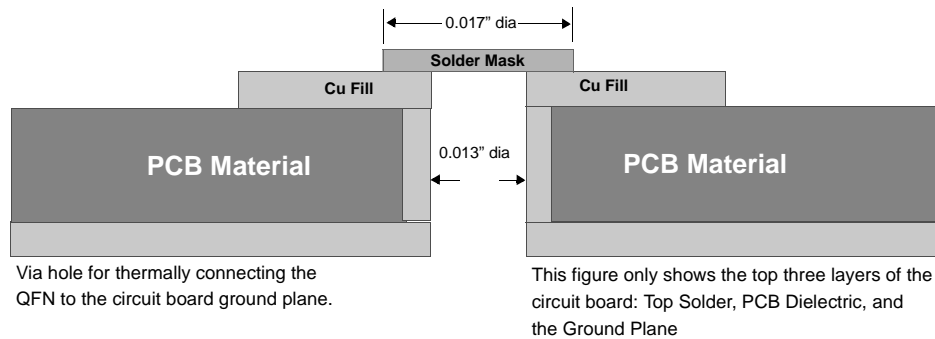 0.017” dia
Solder Mask
Cu Fill
Cu Fill
PCB Material
0.013” dia
PCB Material
Via hole for thermally connecting the
QFN to the circuit board ground plane.
This figure only shows the top three layers of the
circuit board: Top Solder, PCB Dielectric, and
the Ground Plane